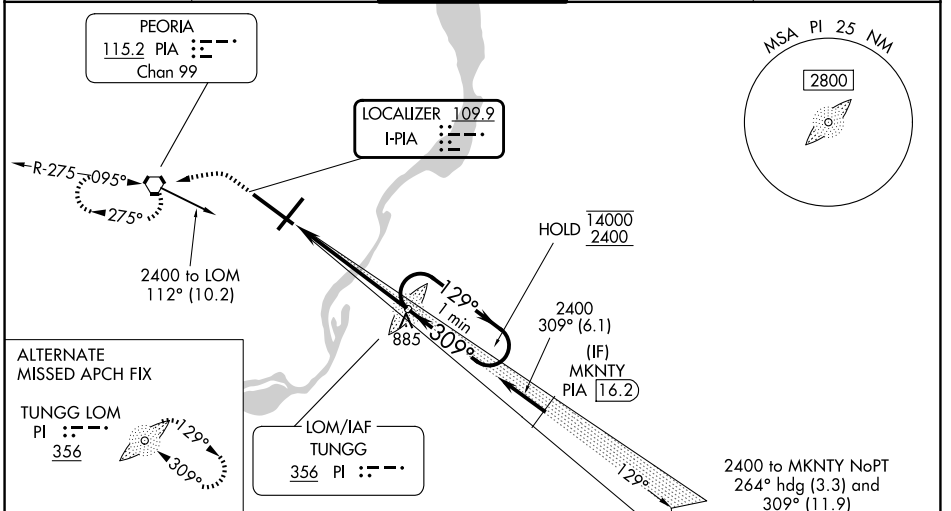 PEORIA
115.2 PIA
Chan 99
MSA PI 25 NM
2800
LOCALIZER 109.9
I-PIA
R-275
095°
275°
HOLD 14000
2400
2400 to LOM
112° (10.2)
129°
1 min
309°
885
2400
309° (6.1)
(IF)
MKNTY
PIA 16.2
ALTERNATE
MISSED APCH FIX
TUNGG LOM
PI
356
129°
309°
LOM/IAF
TUNGG
356 PI
129°
2400 to MKNTY NoPT
264° hdg (3.3) and
309° (11.9)